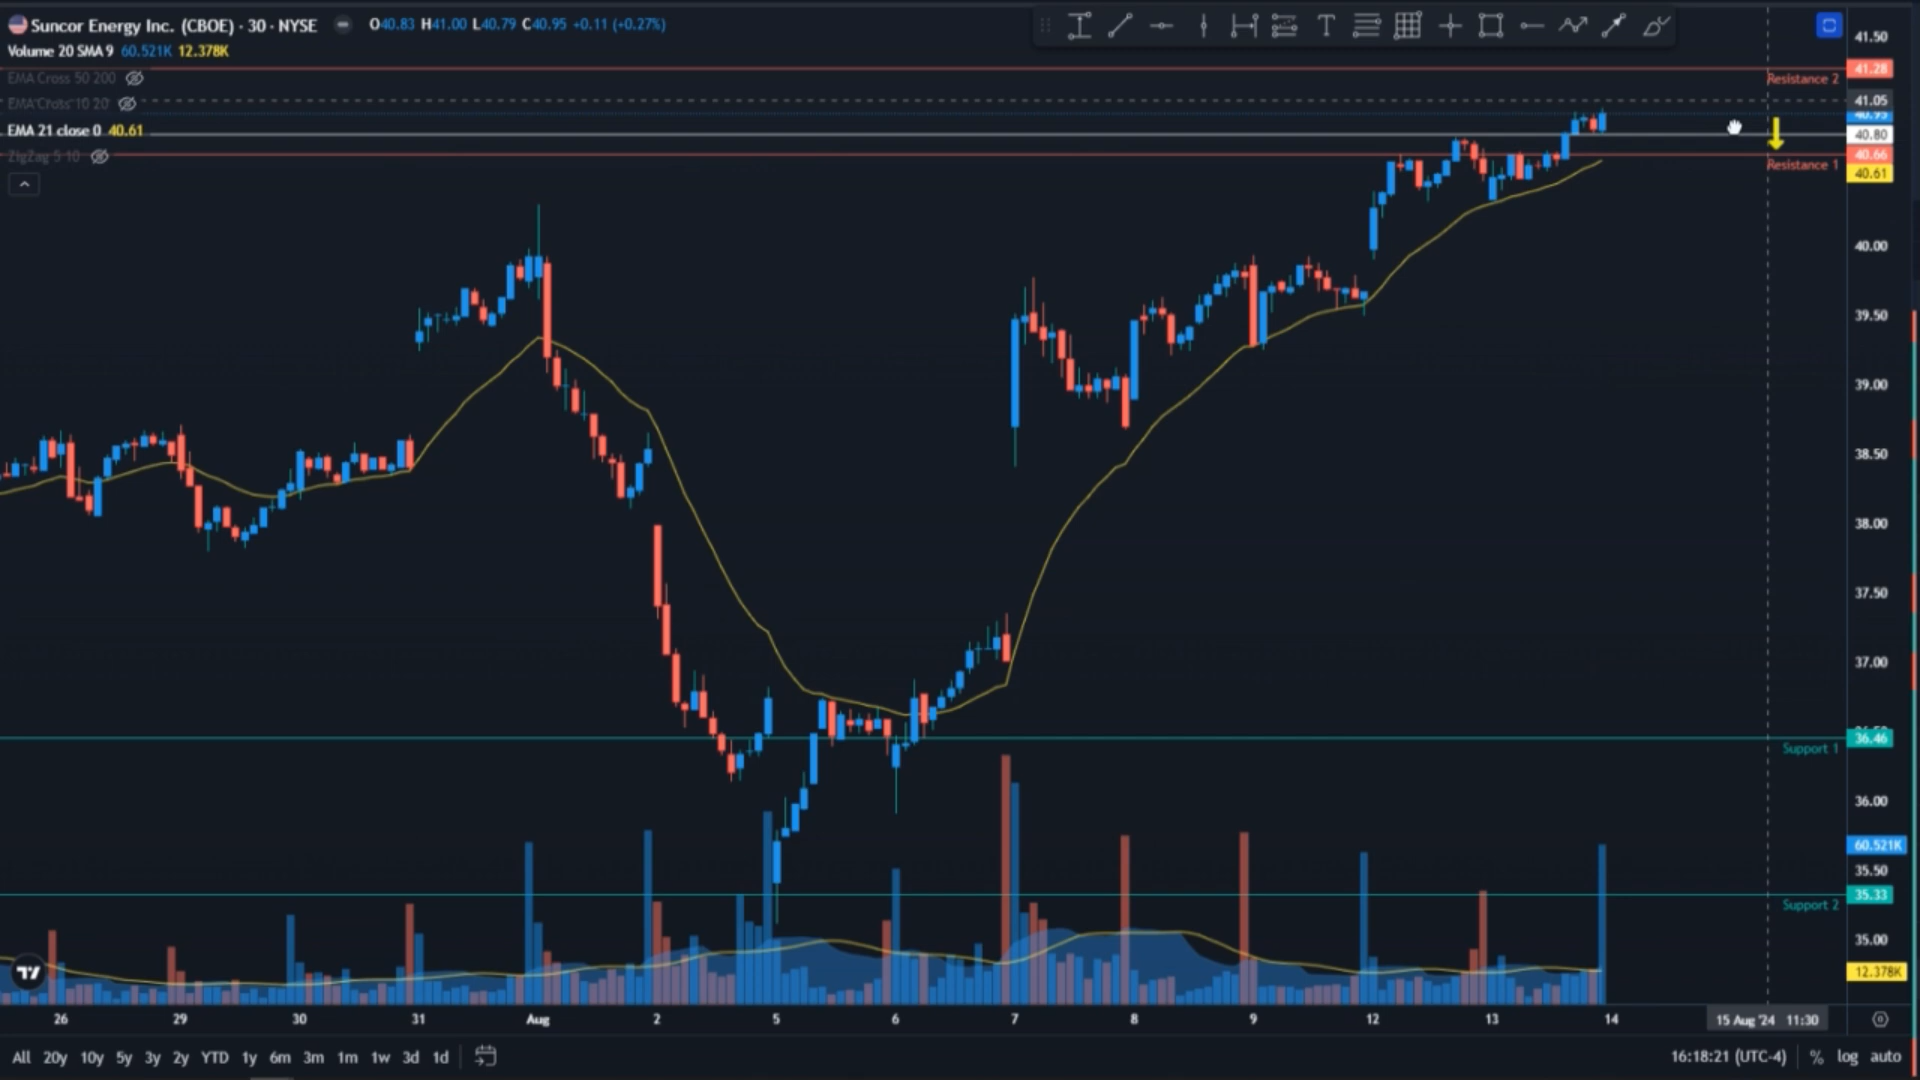 Suncor Energy Inc. (CBOE) · 30 · NYSE O40.83 H41.00 L40.79 C40.95 +0.11 (+0.27%)
Volume 20 SMA 9 60.521K 12.378K
EMA Cross 50 200
EMA Cross 10 20
EMA 21 close 0 40.61
ZigZag 5 10
41.50
41.28
Resistance 2
41.05
40.95
40.80
40.66
Resistance 1
40.61
40.00
39.50
39.00
38.50
38.00
37.50
37.00
36.46
Support 1
36.00
60.521K
35.50
35.33
Support 2
35.00
12.378K
26 29 30 31 Aug 2 5 6 7 8 9 12 13 14 15 Aug '24 11:30
All 20y 10y 5y 3y 2y YTD 1y 6m 3m 1m 1w 3d 1d 16:18:21 (UTC-4) % log auto